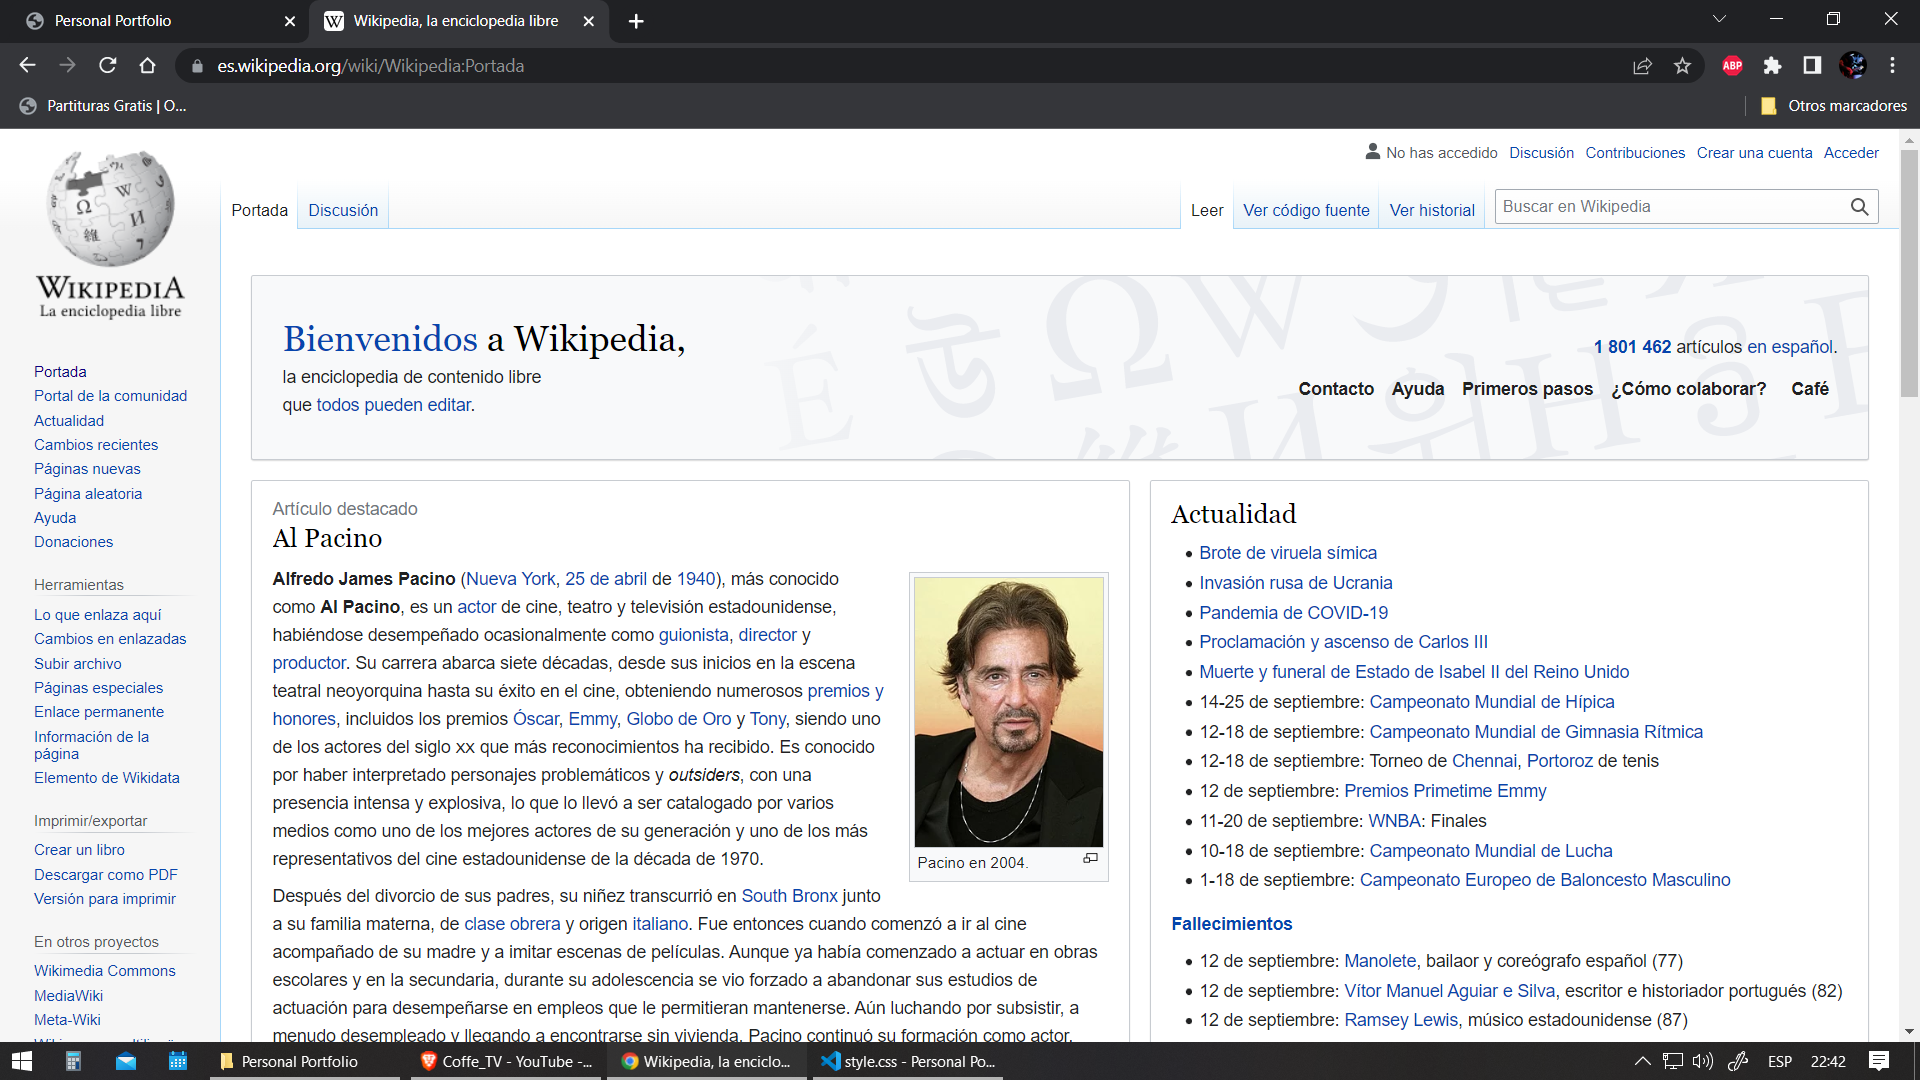 Personal Portfolio
Wikipedia, la enciclopedia libre
es.wikipedia.org/wiki/Wikipedia:Portada
ABP
Partituras Gratis | O...
Otros marcadores
WIKIPEDIA
La enciclopedia libre
No has accedido Discusión Contribuciones Crear una cuenta Acceder
Portada Discusión
Leer Ver código fuente Ver historial
Buscar en Wikipedia
Portada
Portal de la comunidad
Actualidad
Cambios recientes
Páginas nuevas
Página aleatoria
Ayuda
Donaciones
Herramientas
Lo que enlaza aquí
Cambios en enlazadas
Subir archivo
Páginas especiales
Enlace permanente
Información de la
página
Elemento de Wikidata
Imprimir/exportar
Crear un libro
Descargar como PDF
Versión para imprimir
En otros proyectos
Wikimedia Commons
MediaWiki
Meta-Wiki
Bienvenidos a Wikipedia,
la enciclopedia de contenido libre
que todos pueden editar.
1 801 462 artículos en español.
Contacto Ayuda Primeros pasos ¿Cómo colaborar? Café
Artículo destacado
Al Pacino
Alfredo James Pacino (Nueva York, 25 de abril de 1940), más conocido
como Al Pacino, es un actor de cine, teatro y televisión estadounidense,
habiéndose desempeñado ocasionalmente como guionista, director y
productor. Su carrera abarca siete décadas, desde sus inicios en la escena
teatral neoyorquina hasta su éxito en el cine, obteniendo numerosos premios y
honores, incluidos los premios Óscar, Emmy, Globo de Oro y Tony, siendo uno
de los actores del siglo XX que más reconocimientos ha recibido. Es conocido
por haber interpretado personajes problemáticos y outsiders, con una
presencia intensa y explosiva, lo que lo llevó a ser catalogado por varios
medios como uno de los mejores actores de su generación y uno de los más
representativos del cine estadounidense de la década de 1970.
Pacino en 2004.
Después del divorcio de sus padres, su niñez transcurrió en South Bronx junto
a su familia materna, de clase obrera y origen italiano. Fue entonces cuando comenzó a ir al cine
acompañado de su madre y a imitar escenas de películas. Aunque ya había comenzado a actuar en obras
escolares y en la secundaria, durante su adolescencia se vio forzado a abandonar sus estudios de
actuación para desempeñarse en empleos que le permitieran mantenerse. Aún luchando por subsistir, a
menudo desempleado y llegando a encontrarse sin vivienda, Pacino continuó su formación como actor,
Actualidad
Brote de viruela símica
Invasión rusa de Ucrania
Pandemia de COVID-19
Proclamación y ascenso de Carlos III
Muerte y funeral de Estado de Isabel II del Reino Unido
14-25 de septiembre: Campeonato Mundial de Hípica
12-18 de septiembre: Campeonato Mundial de Gimnasia Rítmica
12-18 de septiembre: Torneo de Chennai, Portoroz de tenis
12 de septiembre: Premios Primetime Emmy
11-20 de septiembre: WNBA: Finales
10-18 de septiembre: Campeonato Mundial de Lucha
1-18 de septiembre: Campeonato Europeo de Baloncesto Masculino
Fallecimientos
12 de septiembre: Manolete, bailaor y coreógrafo español (77)
12 de septiembre: Vítor Manuel Aguiar e Silva, escritor e historiador portugués (82)
12 de septiembre: Ramsey Lewis, músico estadounidense (87)
Personal Portfolio
Coffe_TV - YouTube -...
Wikipedia, la enciclo...
style.css - Personal Po...
ESP
22:42